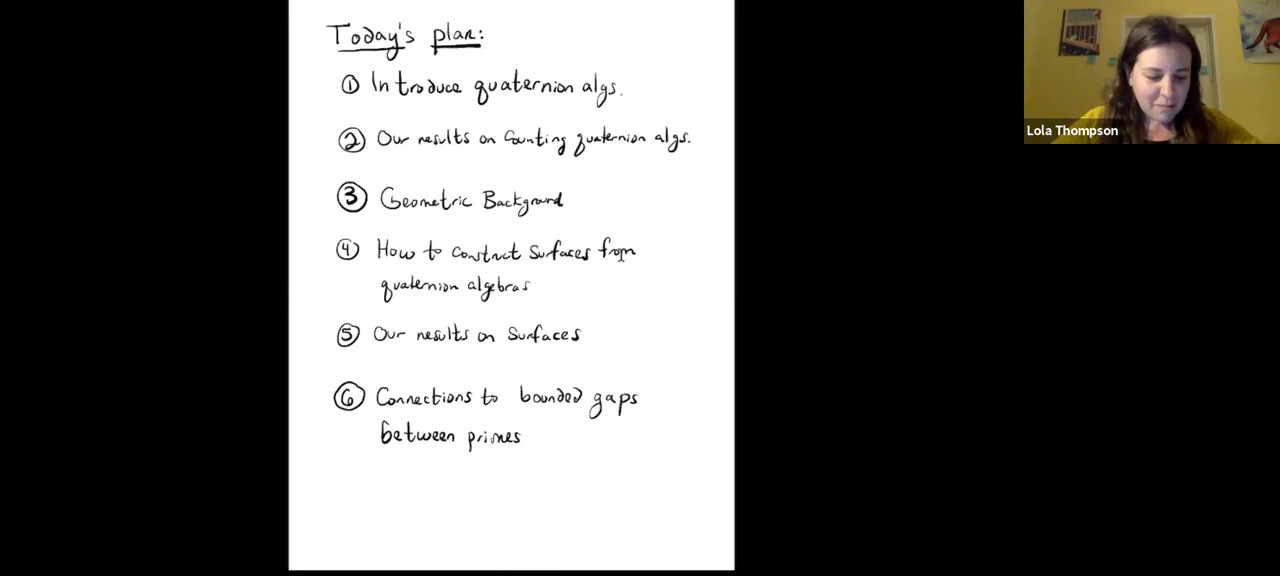 Today's plan:
① Introduce quaternion algs.
② Our results on Counting quaternion algs.
③ Geometric Background
④ How to construct Surfaces from
quaternion algebras
⑤ Our results on Surfaces
⑥ Connections to bounded gaps
between primes
Lola Thompson